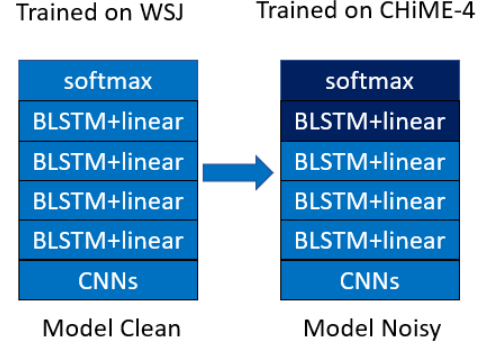 Trained on WSJ
Trained on CHiME-4
softmax
BLSTM+linear
BLSTM+linear
BLSTM+linear
BLSTM+linear
CNNs
Model Clean
softmax
BLSTM+linear
BLSTM+linear
BLSTM+linear
BLSTM+linear
CNNs
Model Noisy